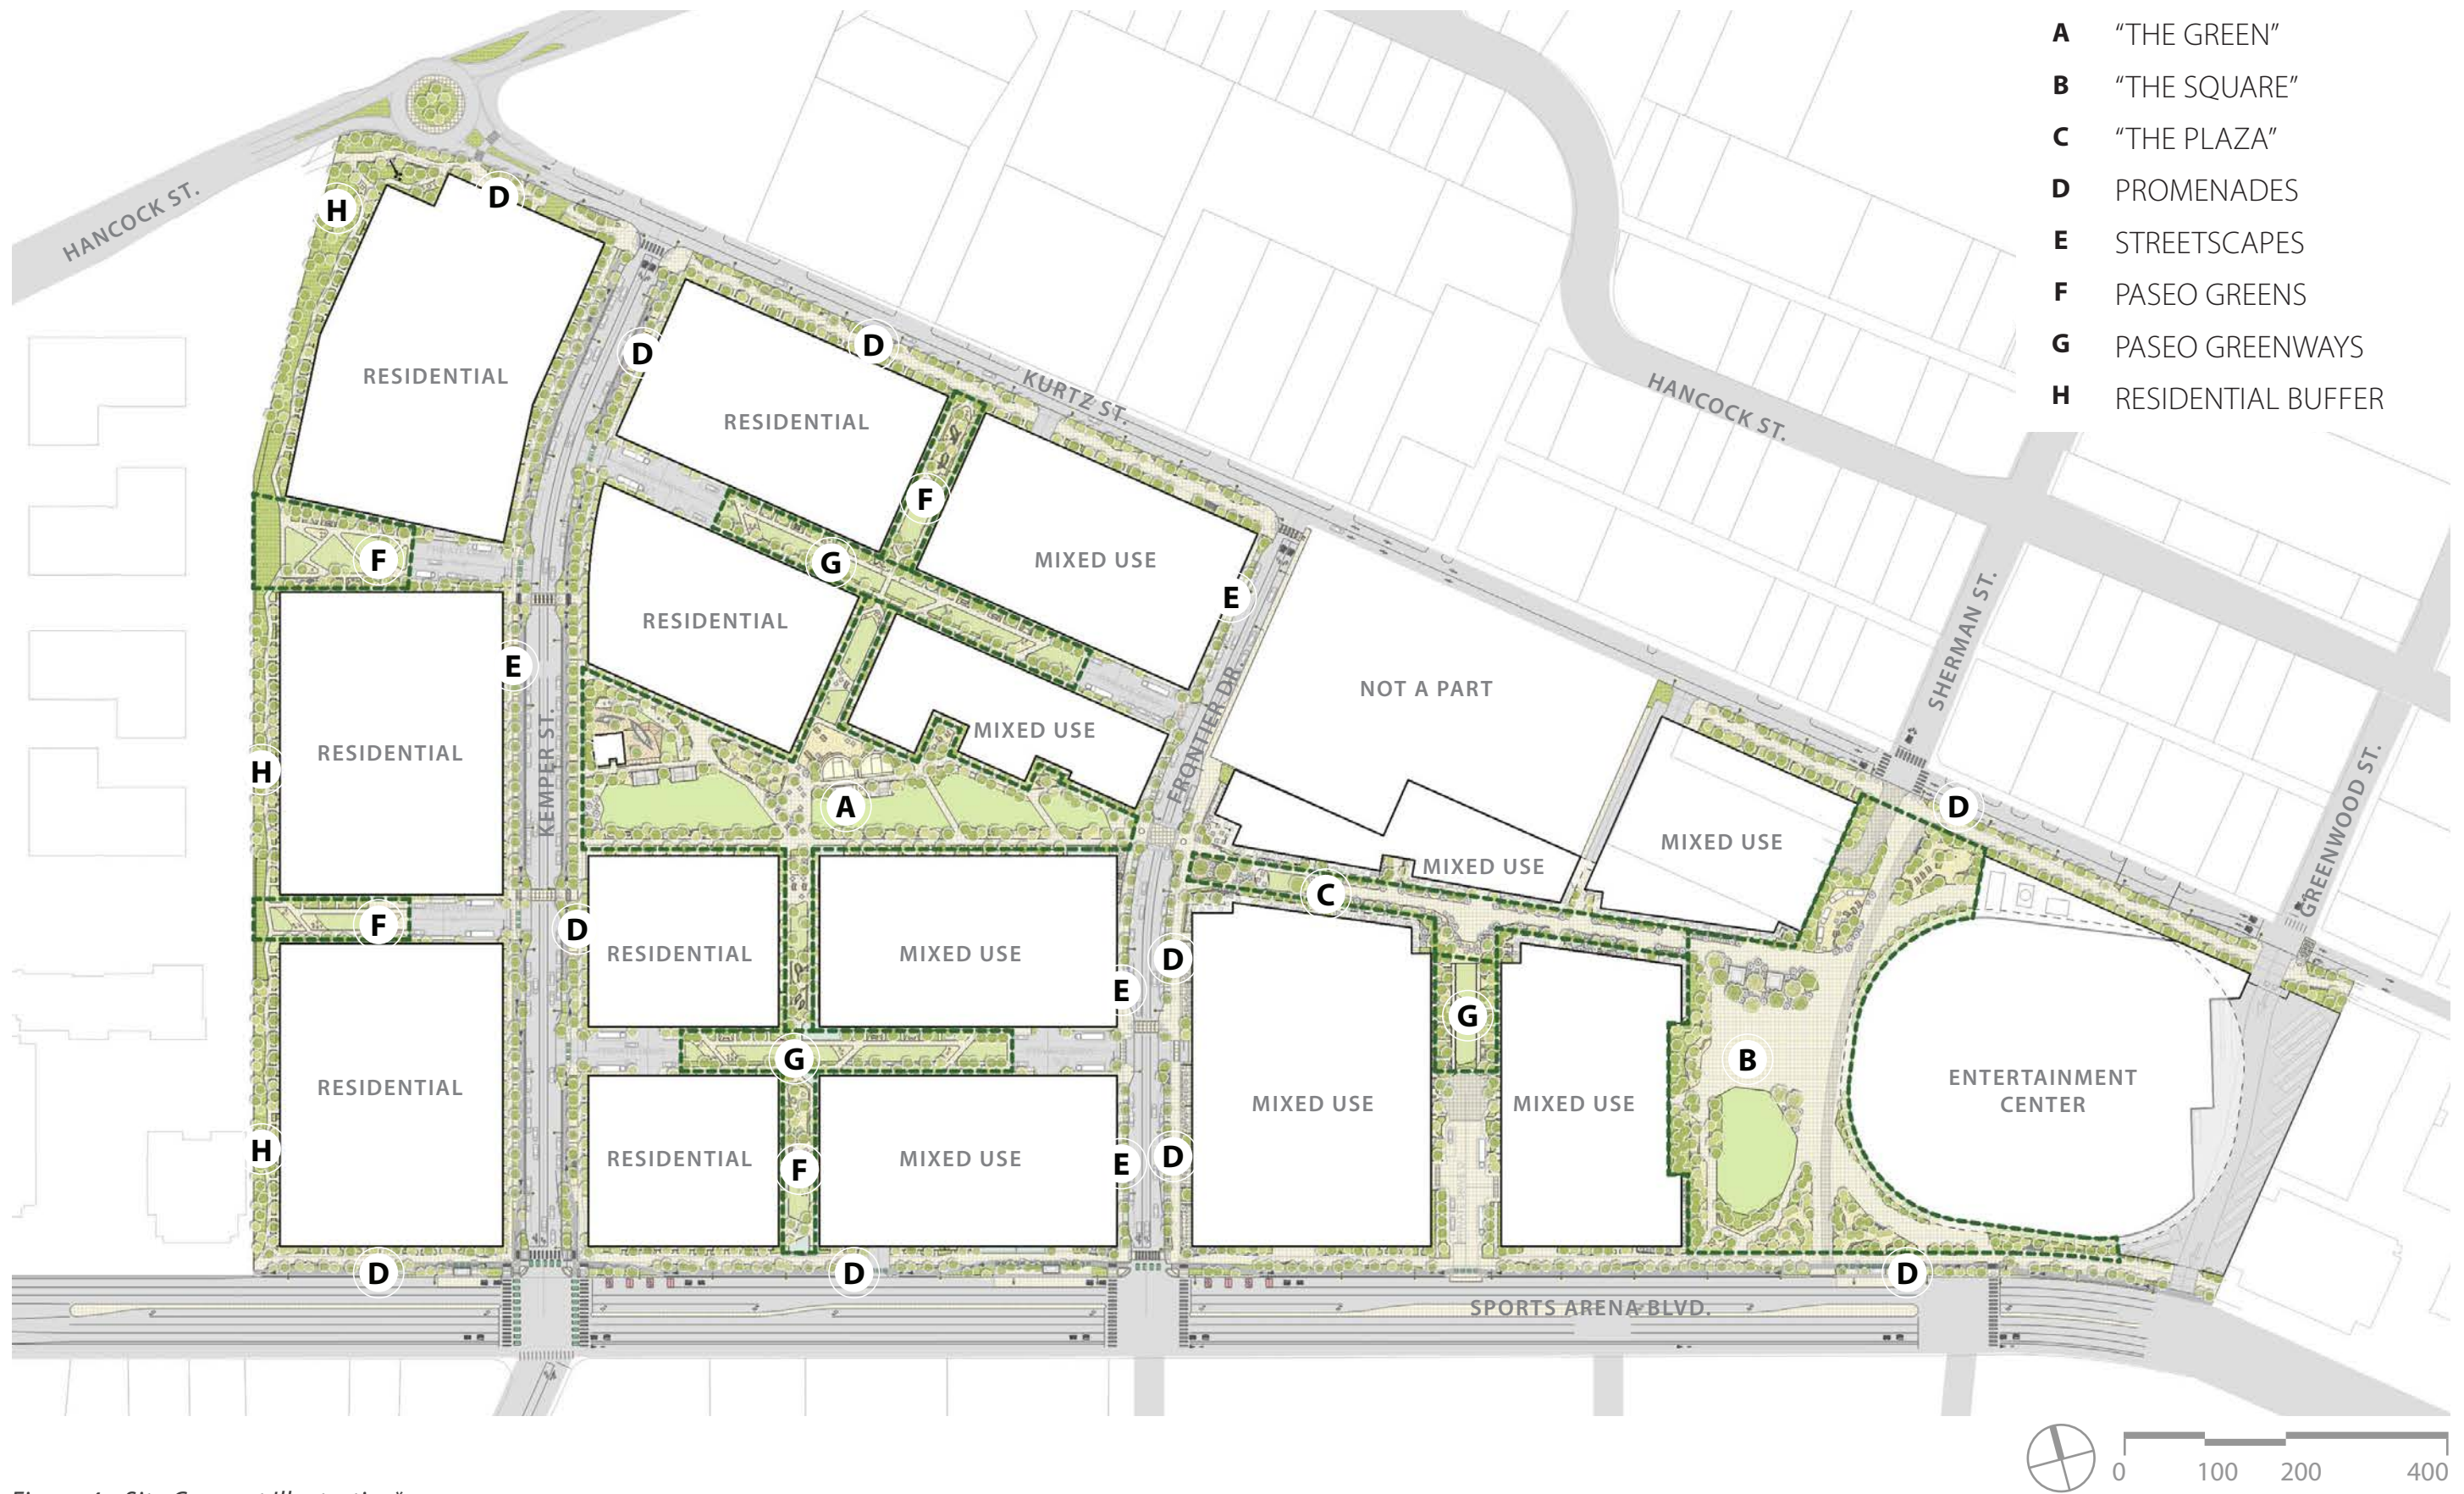 A "THE GREEN"
B "THE SQUARE"
C "THE PLAZA"
D PROMENADES
E STREETSCAPES
F PASEO GREENS
G PASEO GREENWAYS
H RESIDENTIAL BUFFER
HANCOCK ST.
H
D
RESIDENTIAL
D
D
KURTZ ST.
HANCOCK ST.
RESIDENTIAL
F
F
G
MIXED USE
E
SHERMAN ST.
RESIDENTIAL
E
NOT A PART
FRONTIER DR.
MIXED USE
KEMPER ST.
RESIDENTIAL
H
A
D
GREENWOOD ST.
MIXED USE
MIXED USE
C
F
D
RESIDENTIAL
MIXED USE
D
E
G
B
G
RESIDENTIAL
ENTERTAINMENT
CENTER
MIXED USE
MIXED USE
H
RESIDENTIAL
F
MIXED USE
E
D
D
D
D
SPORTS ARENA BLVD.
0 100 200 400